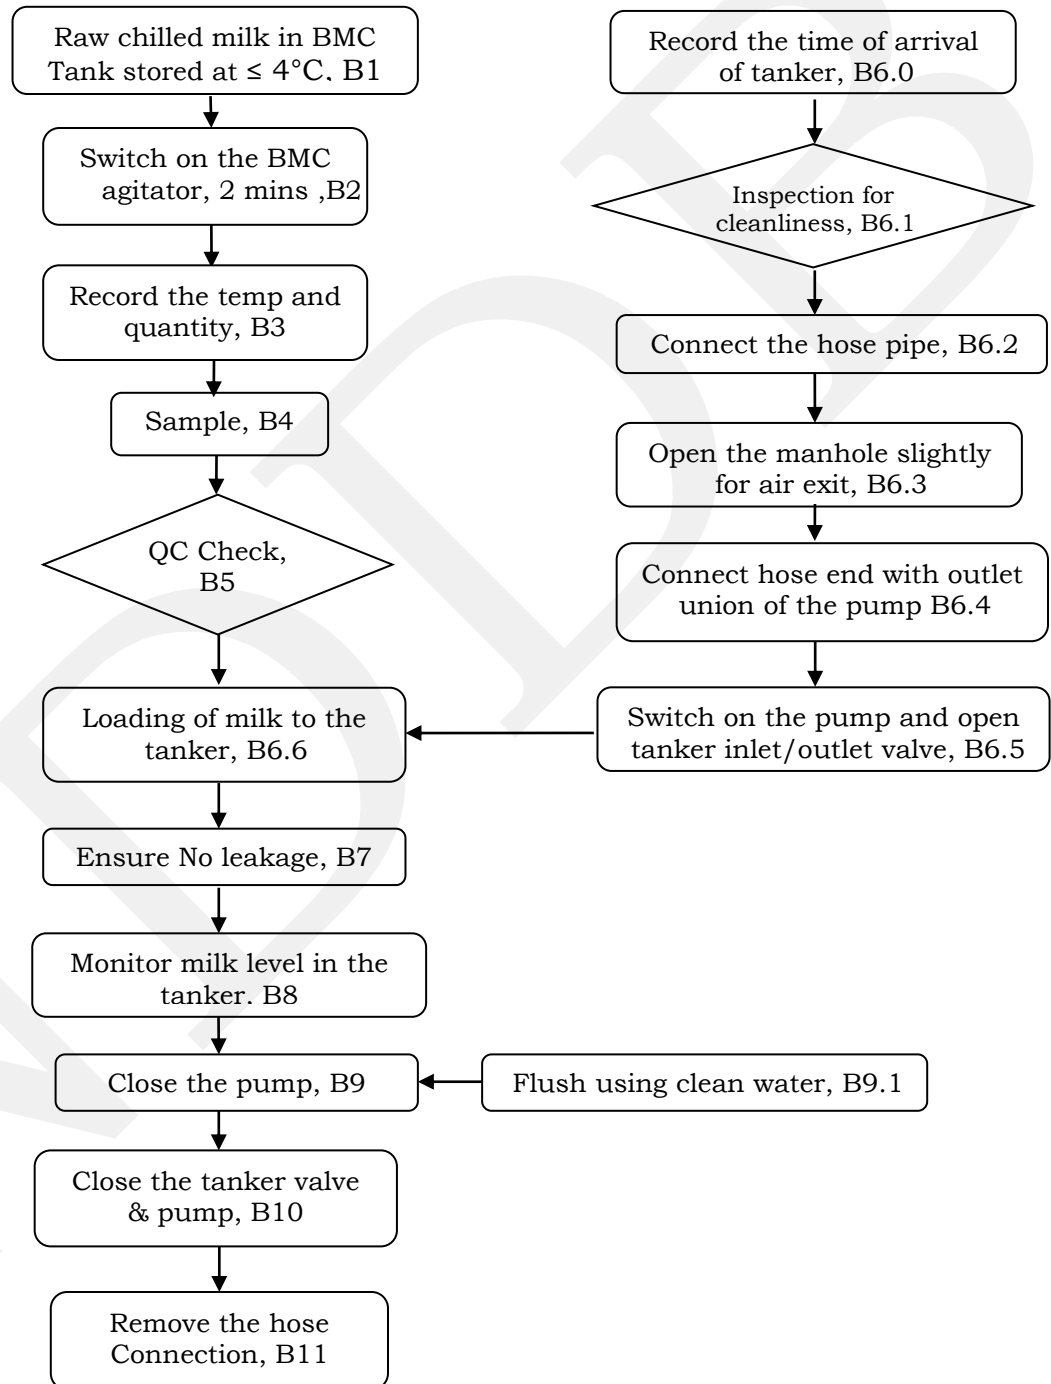 Raw chilled milk in BMC
Tank stored at ≤ 4°C, B1
Switch on the BMC
agitator, 2 mins ,B2
Record the temp and
quantity, B3
Sample, B4
QC Check,
B5
Loading of milk to the
tanker, B6.6
Ensure No leakage, B7
Monitor milk level in the
tanker, B8
Close the pump, B9
Close the tanker valve
& pump, B10
Remove the hose
Connection, B11
Record the time of arrival
of tanker, B6.0
Inspection for
cleanliness, B6.1
Connect the hose pipe, B6.2
Open the manhole slightly
for air exit, B6.3
Connect hose end with outlet
union of the pump B6.4
Switch on the pump and open
tanker inlet/outlet valve, B6.5
Flush using clean water, B9.1
NDDB